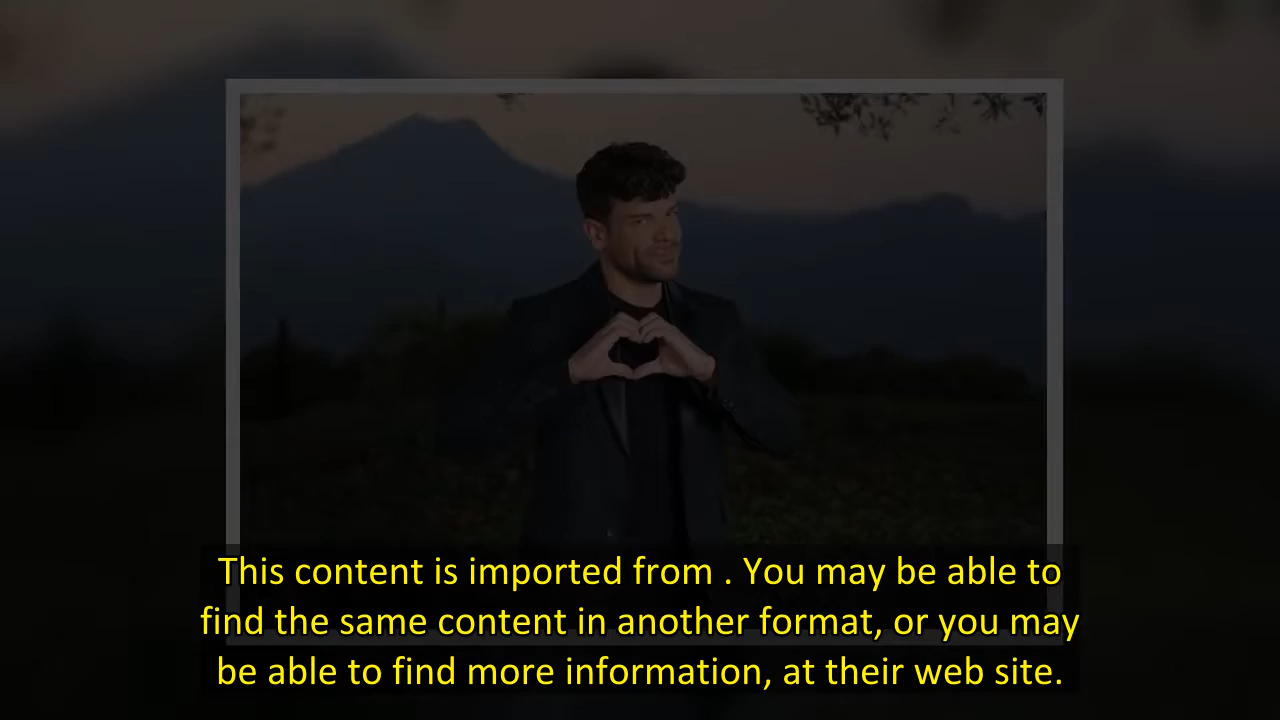 This content is imported from . You may be able to
find the same content in another format, or you may
be able to find more information, at their web site.